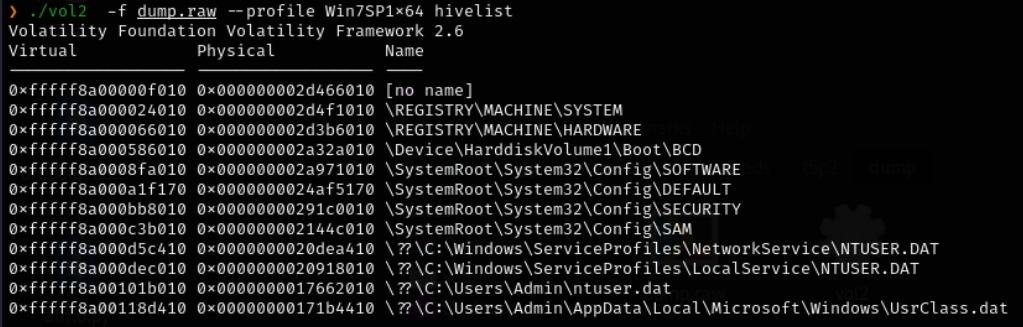 ❯ ./vol2 -f dump.raw --profile Win7SP1×64 hivelist
Volatility Foundation Volatility Framework 2.6
Virtual Physical Name
------------------ ------------------ ----
0×fffff8a00000f010 0×000000002d466010 [no name]
0×fffff8a000024010 0×000000002d4f1010 \REGISTRY\MACHINE\SYSTEM
0×fffff8a000066010 0×000000002d3b6010 \REGISTRY\MACHINE\HARDWARE
0×fffff8a000586010 0×000000002a32a010 \Device\HarddiskVolume1\Boot\BCD
0×fffff8a0008fa010 0×000000002a971010 \SystemRoot\System32\Config\SOFTWARE
0×fffff8a000a1f170 0×0000000024af5170 \SystemRoot\System32\Config\DEFAULT
0×fffff8a000bb8010 0×00000000291c0010 \SystemRoot\System32\Config\SECURITY
0×fffff8a000c3b010 0×000000002144c010 \SystemRoot\System32\Config\SAM
0×fffff8a000d5c410 0×0000000020dea410 \??\C:\Windows\ServiceProfiles\NetworkService\NTUSER.DAT
0×fffff8a000dec010 0×0000000020918010 \??\C:\Windows\ServiceProfiles\LocalService\NTUSER.DAT
0×fffff8a00101b010 0×0000000017662010 \??\C:\Users\Admin\ntuser.dat
0×fffff8a00118d410 0×00000000171b4410 \??\C:\Users\Admin\AppData\Local\Microsoft\Windows\UsrClass.dat